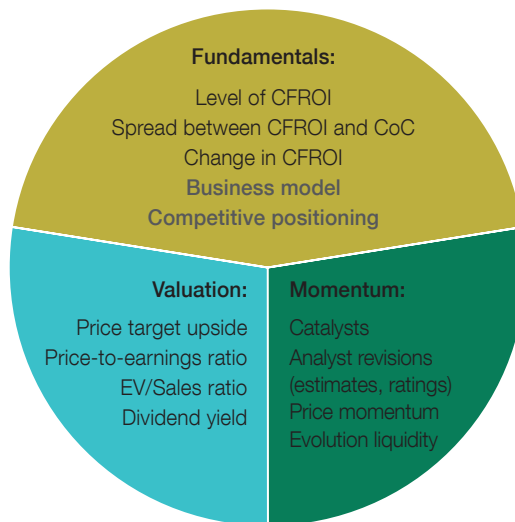 Fundamentals:
Level of CFROI
Spread between CFROI and CoC
Change in CFROI
Business model
Competitive positioning
Valuation:
Price target upside
Price-to-earnings ratio
EV/Sales ratio
Dividend yield
Momentum:
Catalysts
Analyst revisions
(estimates, ratings)
Price momentum
Evolution liquidity